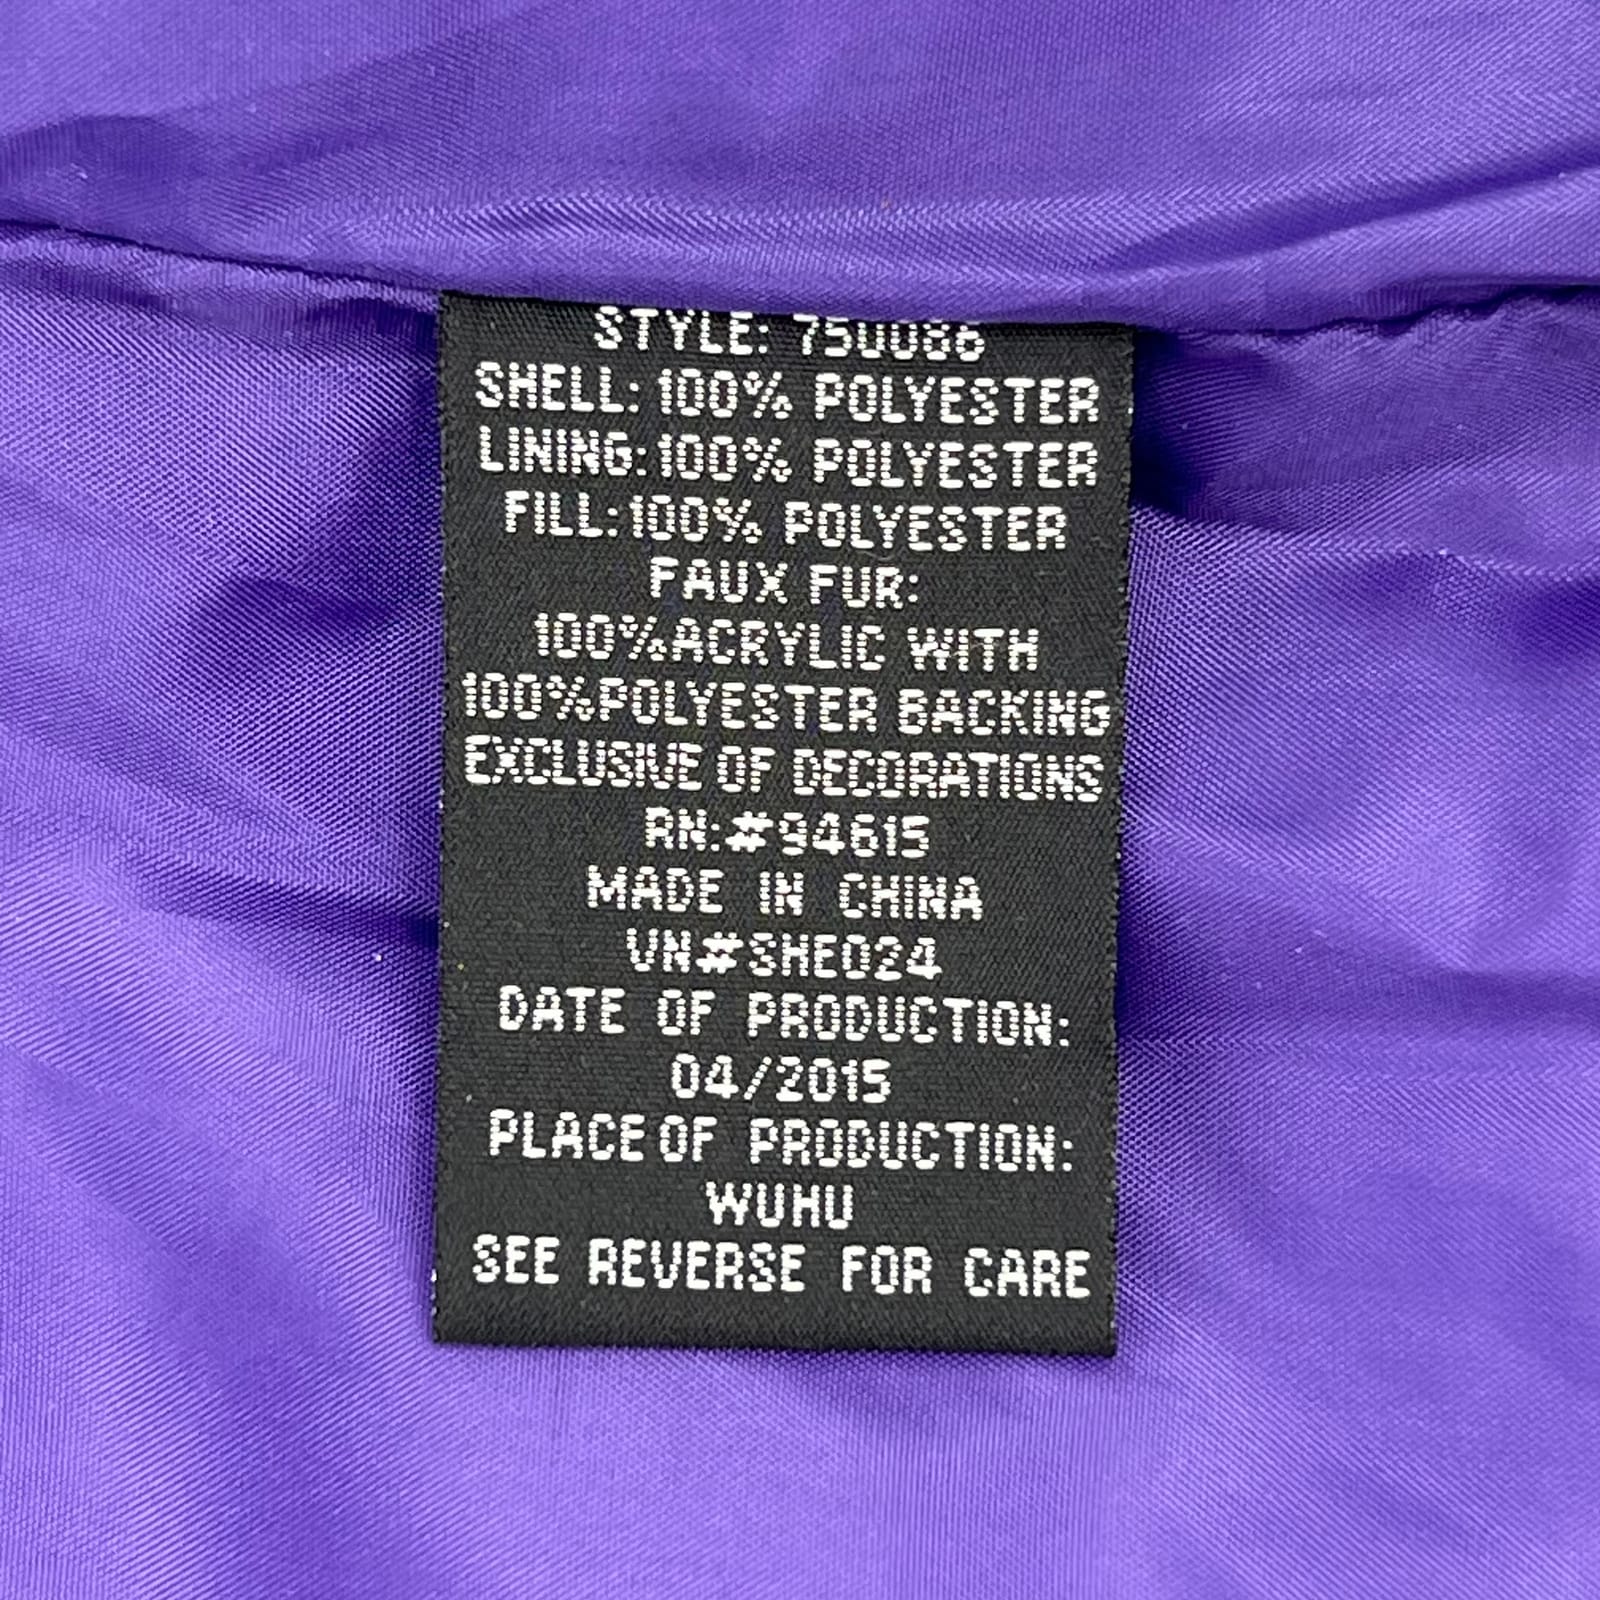 STYLE: 750086
SHELL: 100% POLYESTER
LINING: 100% POLYESTER
FILL: 100% POLYESTER
FAUX FUR:
100%ACRYLIC WITH
100%POLYESTER BACKING
EXCLUSIVE OF DECORATIONS
RN:#94615
MADE IN CHINA
VN#SHE024
DATE OF PRODUCTION:
04/2015
PLACE OF PRODUCTION:
WUHU
SEE REVERSE FOR CARE